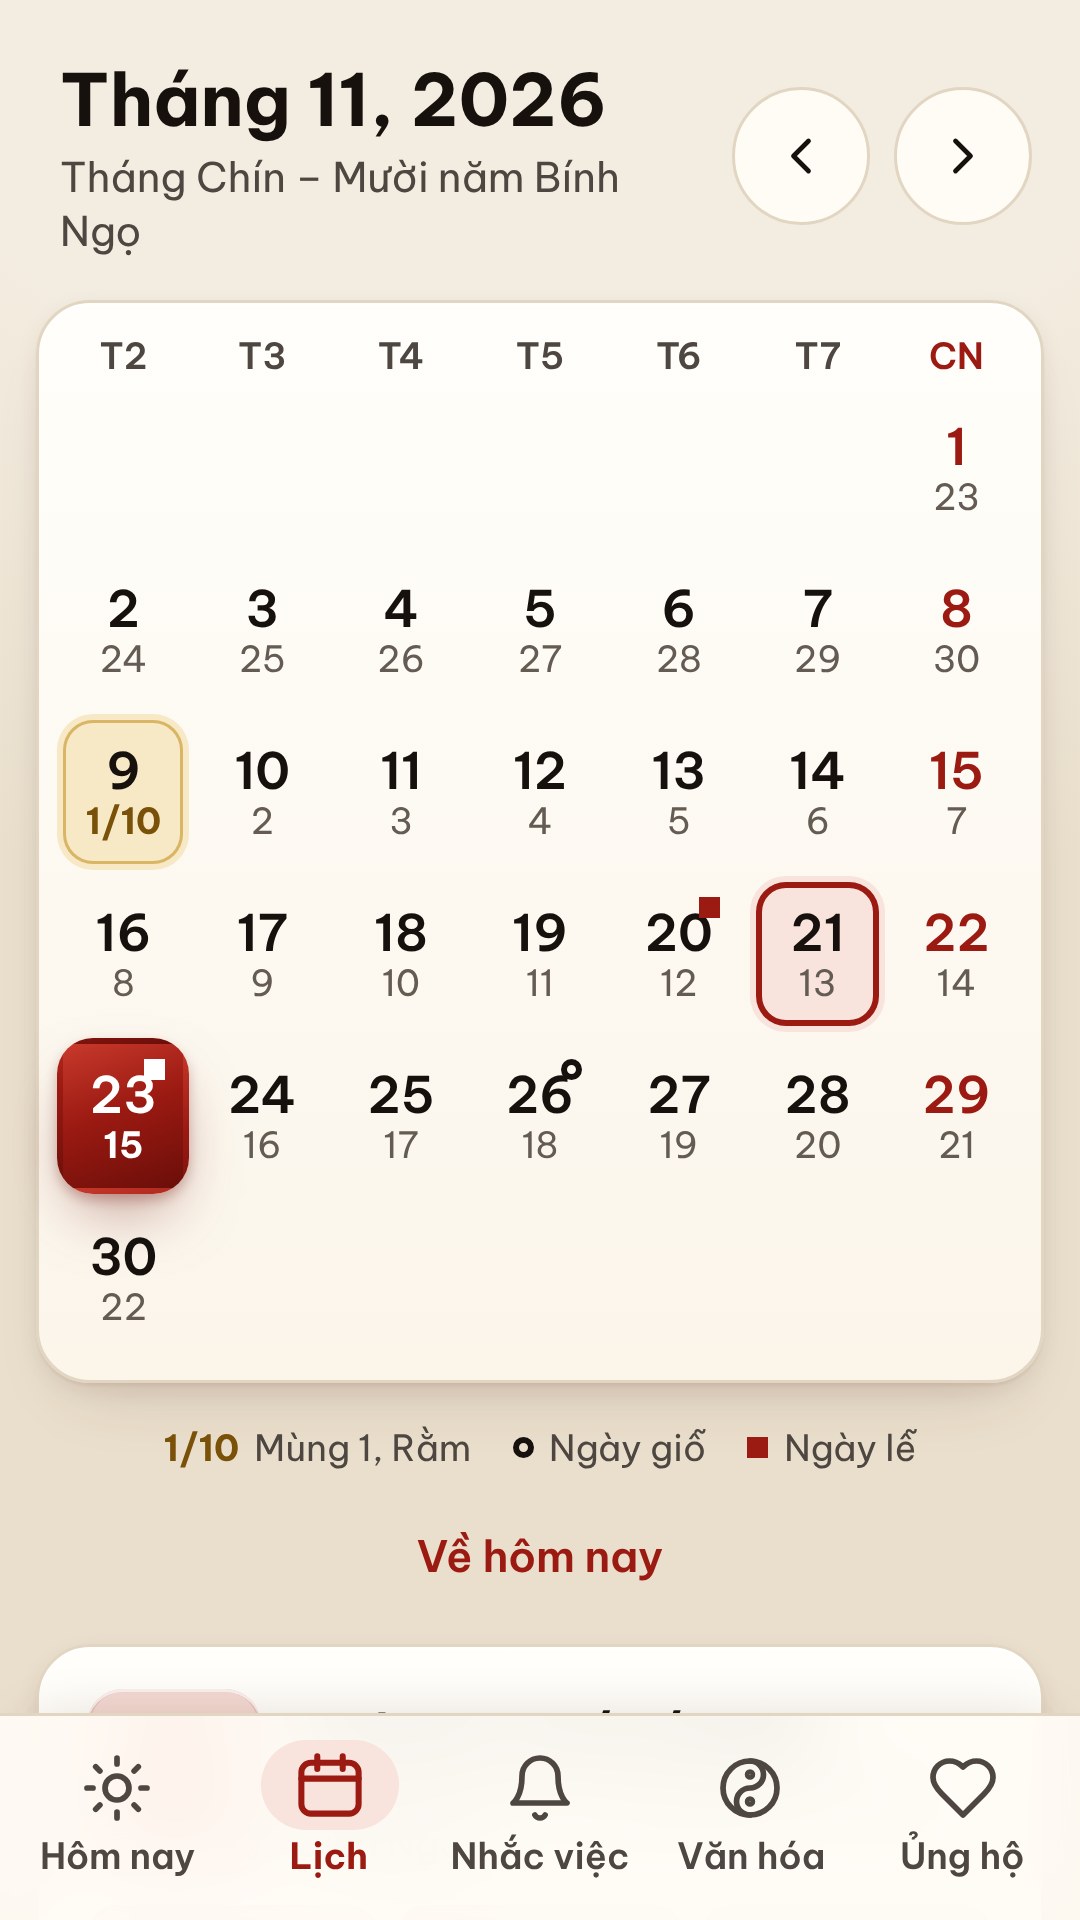 Tháng 11, 2026
Tháng Chín – Mười năm Bính
Ngọ
T2 T3 T4 T5 T6 T7 CN
1
23
2 3 4 5 6 7 8
24 25 26 27 28 29 30
9 10 11 12 13 14 15
1/10 2 3 4 5 6 7
16 17 18 19 20 21 22
8 9 10 11 12 13 14
23 24 25 26 27 28 29
15 16 17 18 19 20 21
30
22
1/10 Mùng 1, Rằm Ngày giỗ Ngày lễ
Về hôm nay
Hôm nay Lịch Nhắc việc Văn hóa Ủng hộ